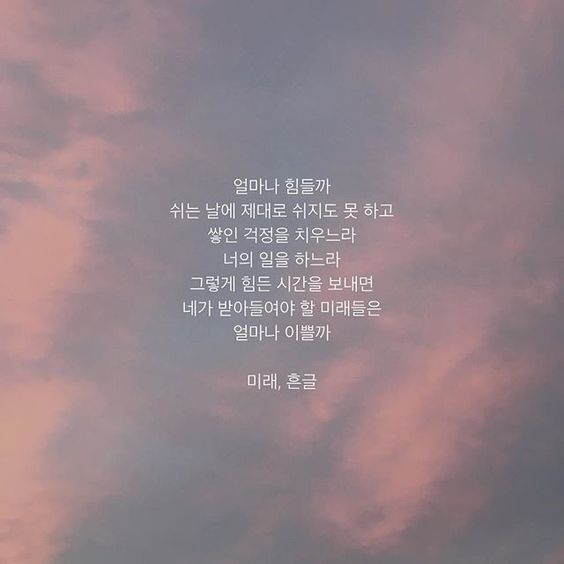 얼마나 힘들까
쉬는 날에 제대로 쉬지도 못 하고
쌓인 걱정을 치우느라
너의 일을 하느라
그렇게 힘든 시간을 보내면
네가 받아들여야 할 미래들은
얼마나 이쁠까
미래, 흔글